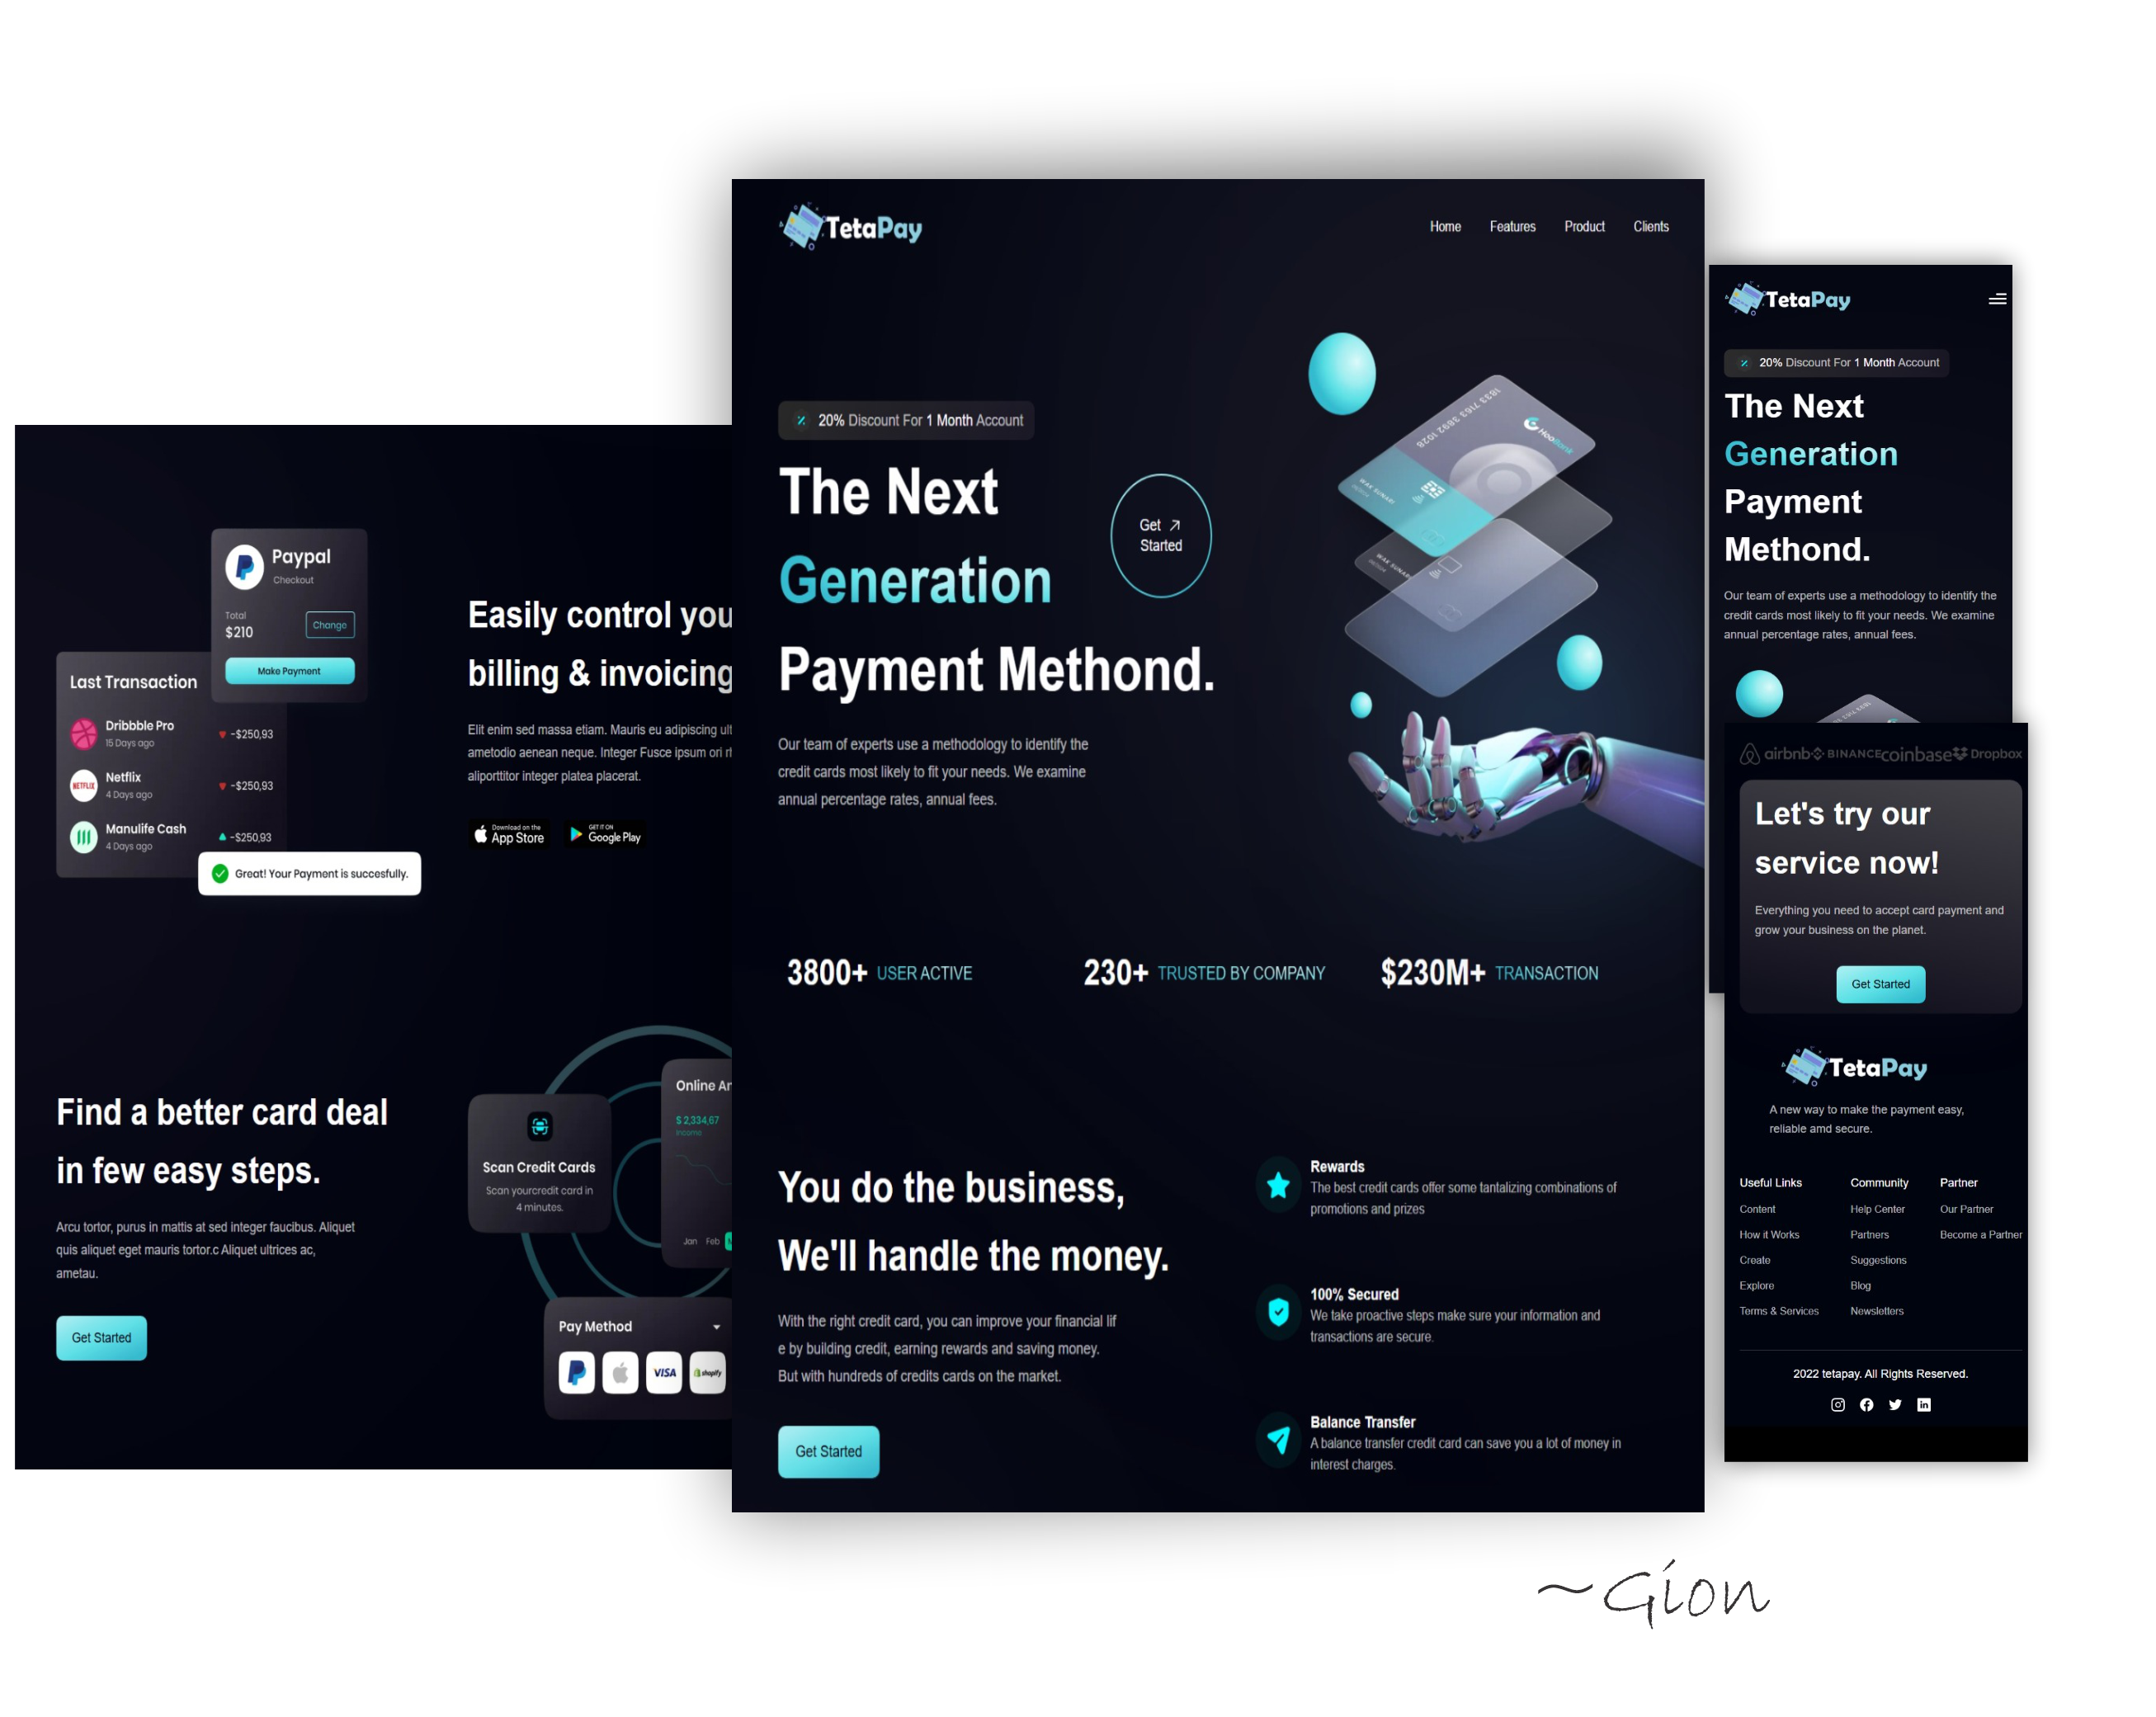 Paypal
Checkout
Total
$210
Change
Make Payment
Last Transaction
Dribbble Pro
15 Days ago
-$250,93
Netflix
4 Days ago
-$250,93
NETFLIX
Manulife Cash
4 Days ago
-$250,93
Great! Your Payment is succesfully.
Easily control you
billing & invoicing
Elit enim sed massa etiam. Mauris eu adipiscing ult
ametodio aenean neque. Integer Fusce ipsum ori rh
aliporttitor integer platea placerat.
Download on the
App Store
GET IT ON
Google Play
Find a better card deal
in few easy steps.
Arcu tortor, purus in mattis at sed integer faucibus. Aliquet
quis aliquet eget mauris tortor.c Aliquet ultrices ac,
ametau.
Get Started
Scan Credit Cards
Scan yourcredit card in
4 minutes.
Online An
$ 2,334,67
Income
Jan Feb
Pay Method
VISA
shopify
TetaPay
Home Features Product Clients
20% Discount For 1 Month Account
The Next
Generation
Payment Methond.
Get
Started
Our team of experts use a methodology to identify the
credit cards most likely to fit your needs. We examine
annual percentage rates, annual fees.
HooBank
3800+ USER ACTIVE
230+ TRUSTED BY COMPANY
$230M+ TRANSACTION
You do the business,
We'll handle the money.
With the right credit card, you can improve your financial lif
e by building credit, earning rewards and saving money.
But with hundreds of credits cards on the market.
Get Started
Rewards
The best credit cards offer some tantalizing combinations of
promotions and prizes
100% Secured
We take proactive steps make sure your information and
transactions are secure.
Balance Transfer
A balance transfer credit card can save you a lot of money in
interest charges.
TetaPay
20% Discount For 1 Month Account
The Next
Generation
Payment
Methond.
Our team of experts use a methodology to identify the
credit cards most likely to fit your needs. We examine
annual percentage rates, annual fees.
airbnb BINANCE coinbase Dropbox
Let's try our
service now!
Everything you need to accept card payment and
grow your business on the planet.
Get Started
TetaPay
A new way to make the payment easy,
reliable amd secure.
Useful Links
Content
How it Works
Create
Explore
Terms & Services
Community
Help Center
Partners
Suggestions
Blog
Newsletters
Partner
Our Partner
Become a Partner
2022 tetapay. All Rights Reserved.
~Gion